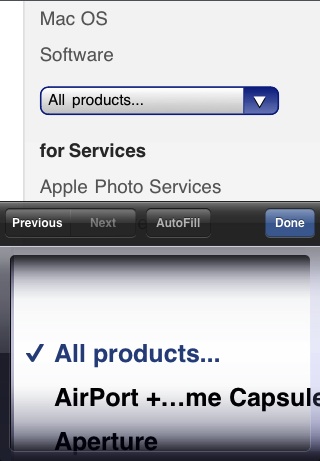 Mac OS
Software
All products...
for Services
Apple Photo Services
Previous Next AutoFill Done
✓ All products...
AirPort +...me Capsule
Aperture